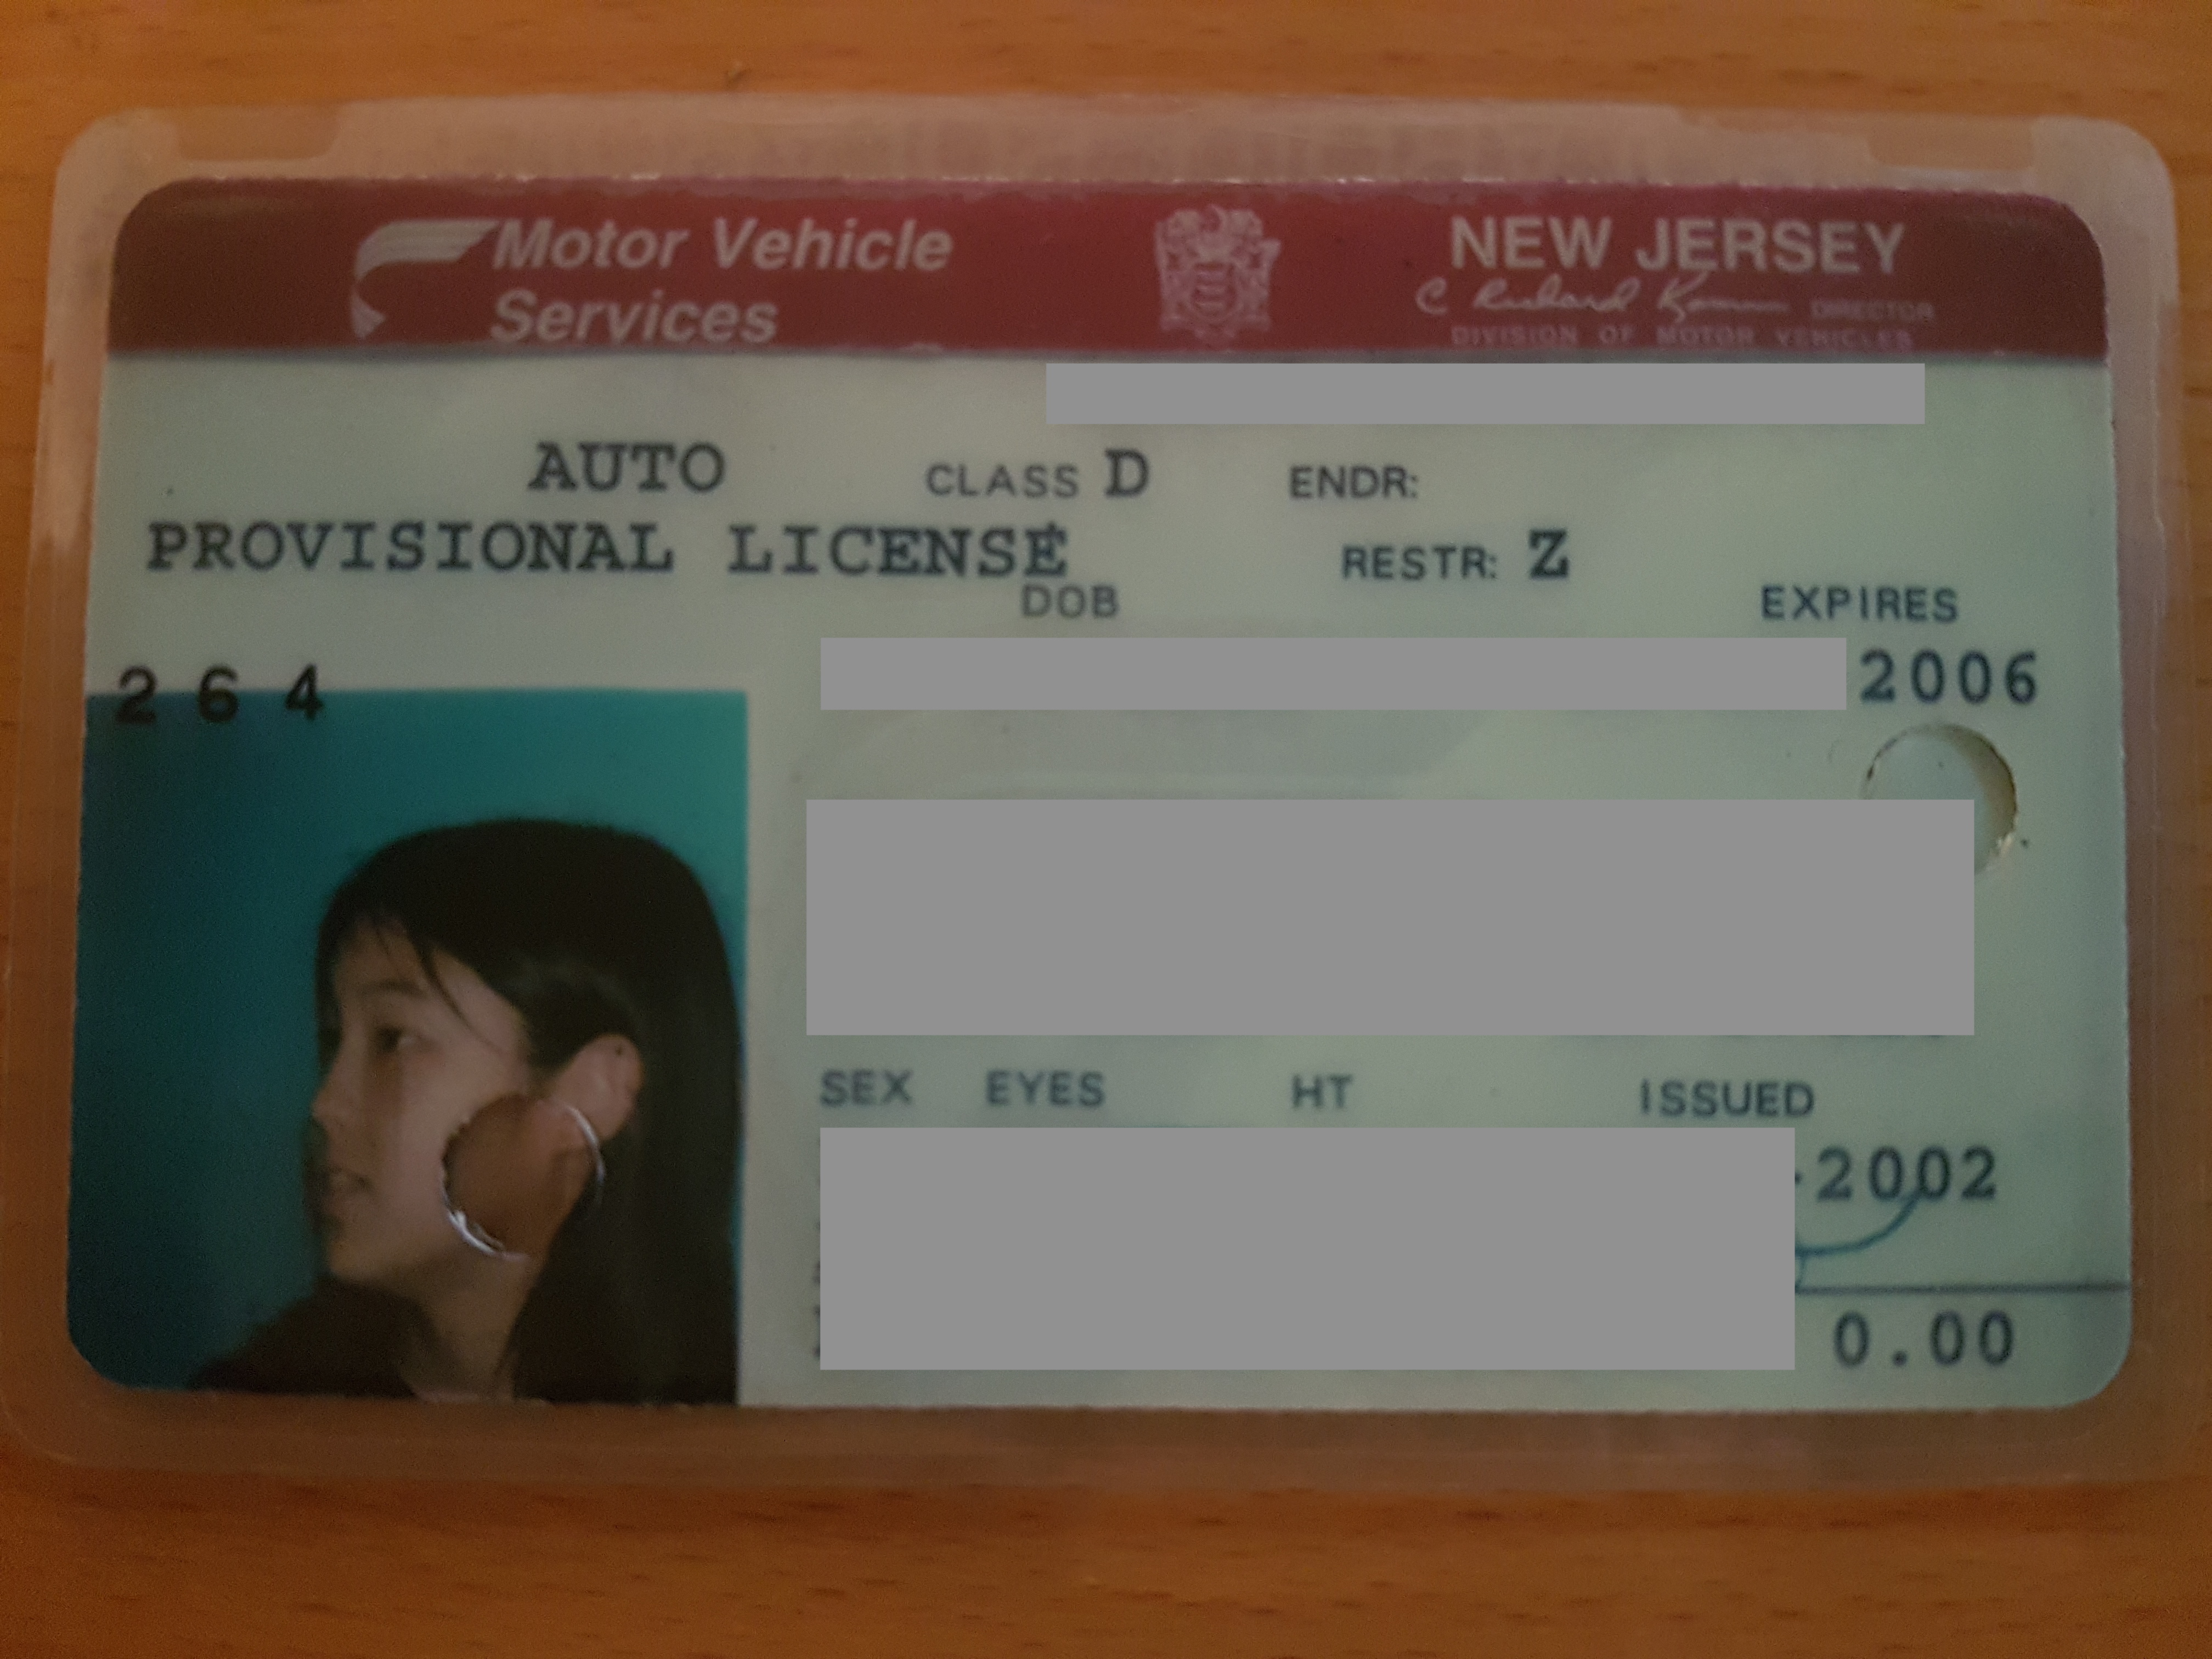 Motor Vehicle
Services
NEW JERSEY
C Richard DIRECTOR
DIVISION OF MOTOR VEHICLES
AUTO CLASS D ENDR:
PROVISIONAL LICENSE RESTR: Z
DOB EXPIRES
2006
264
SEX EYES HT ISSUED
-2002
0.00